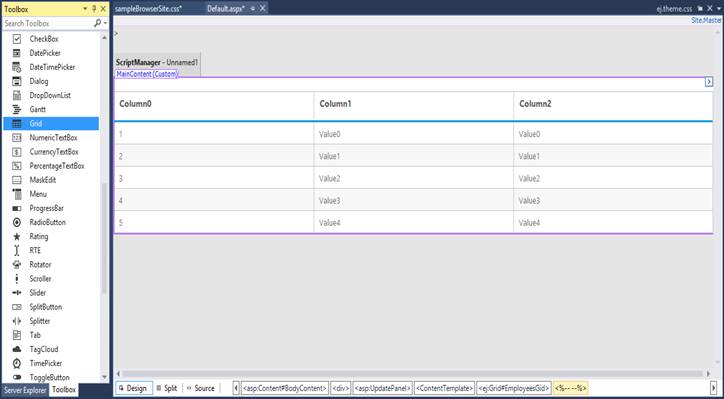 Toolbox
sampleBrowserSite.css*
Default.aspx*
ej.theme.css
Search Toolbox
Site.Master
CheckBox
DatePicker
DateTimePicker
Dialog
DropDownList
Gantt
Grid
NumericTextBox
CurrencyTextBox
PercentageTextBox
MaskEdit
Menu
ProgressBar
RadioButton
Rating
RTE
Rotator
Scroller
Slider
SplitButton
Splitter
Tab
TagCloud
TimePicker
ToggleButton
Server Explorer Toolbox
ScriptManager - Unnamed1
MainContent (Custom)
Column0 Column1 Column2
1 Value0 Value0
2 Value1 Value1
3 Value2 Value2
4 Value3 Value3
5 Value4 Value4
Design Split Source <asp:Content#BodyContent> <div> <asp:UpdatePanel> <ContentTemplate> <ej:Grid#EmployeesGid> <%-- --%>